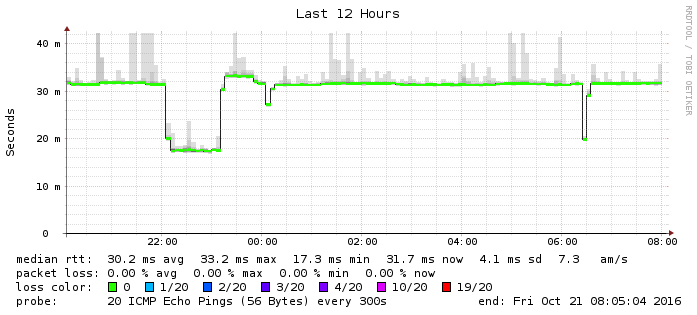 Last 12 Hours
RRDTOOL / TOBI OETIKER
Seconds
40 m
30 m
20 m
10 m
0
22:00 00:00 02:00 04:00 06:00 08:00
median rtt: 30.2 ms avg 33.2 ms max 17.3 ms min 31.7 ms now 4.1 ms sd 7.3 am/s
packet loss: 0.00 % avg 0.00 % max 0.00 % min 0.00 % now
loss color: 0 1/20 2/20 3/20 4/20 10/20 19/20
probe: 20 ICMP Echo Pings (56 Bytes) every 300s end: Fri Oct 21 08:05:04 2016